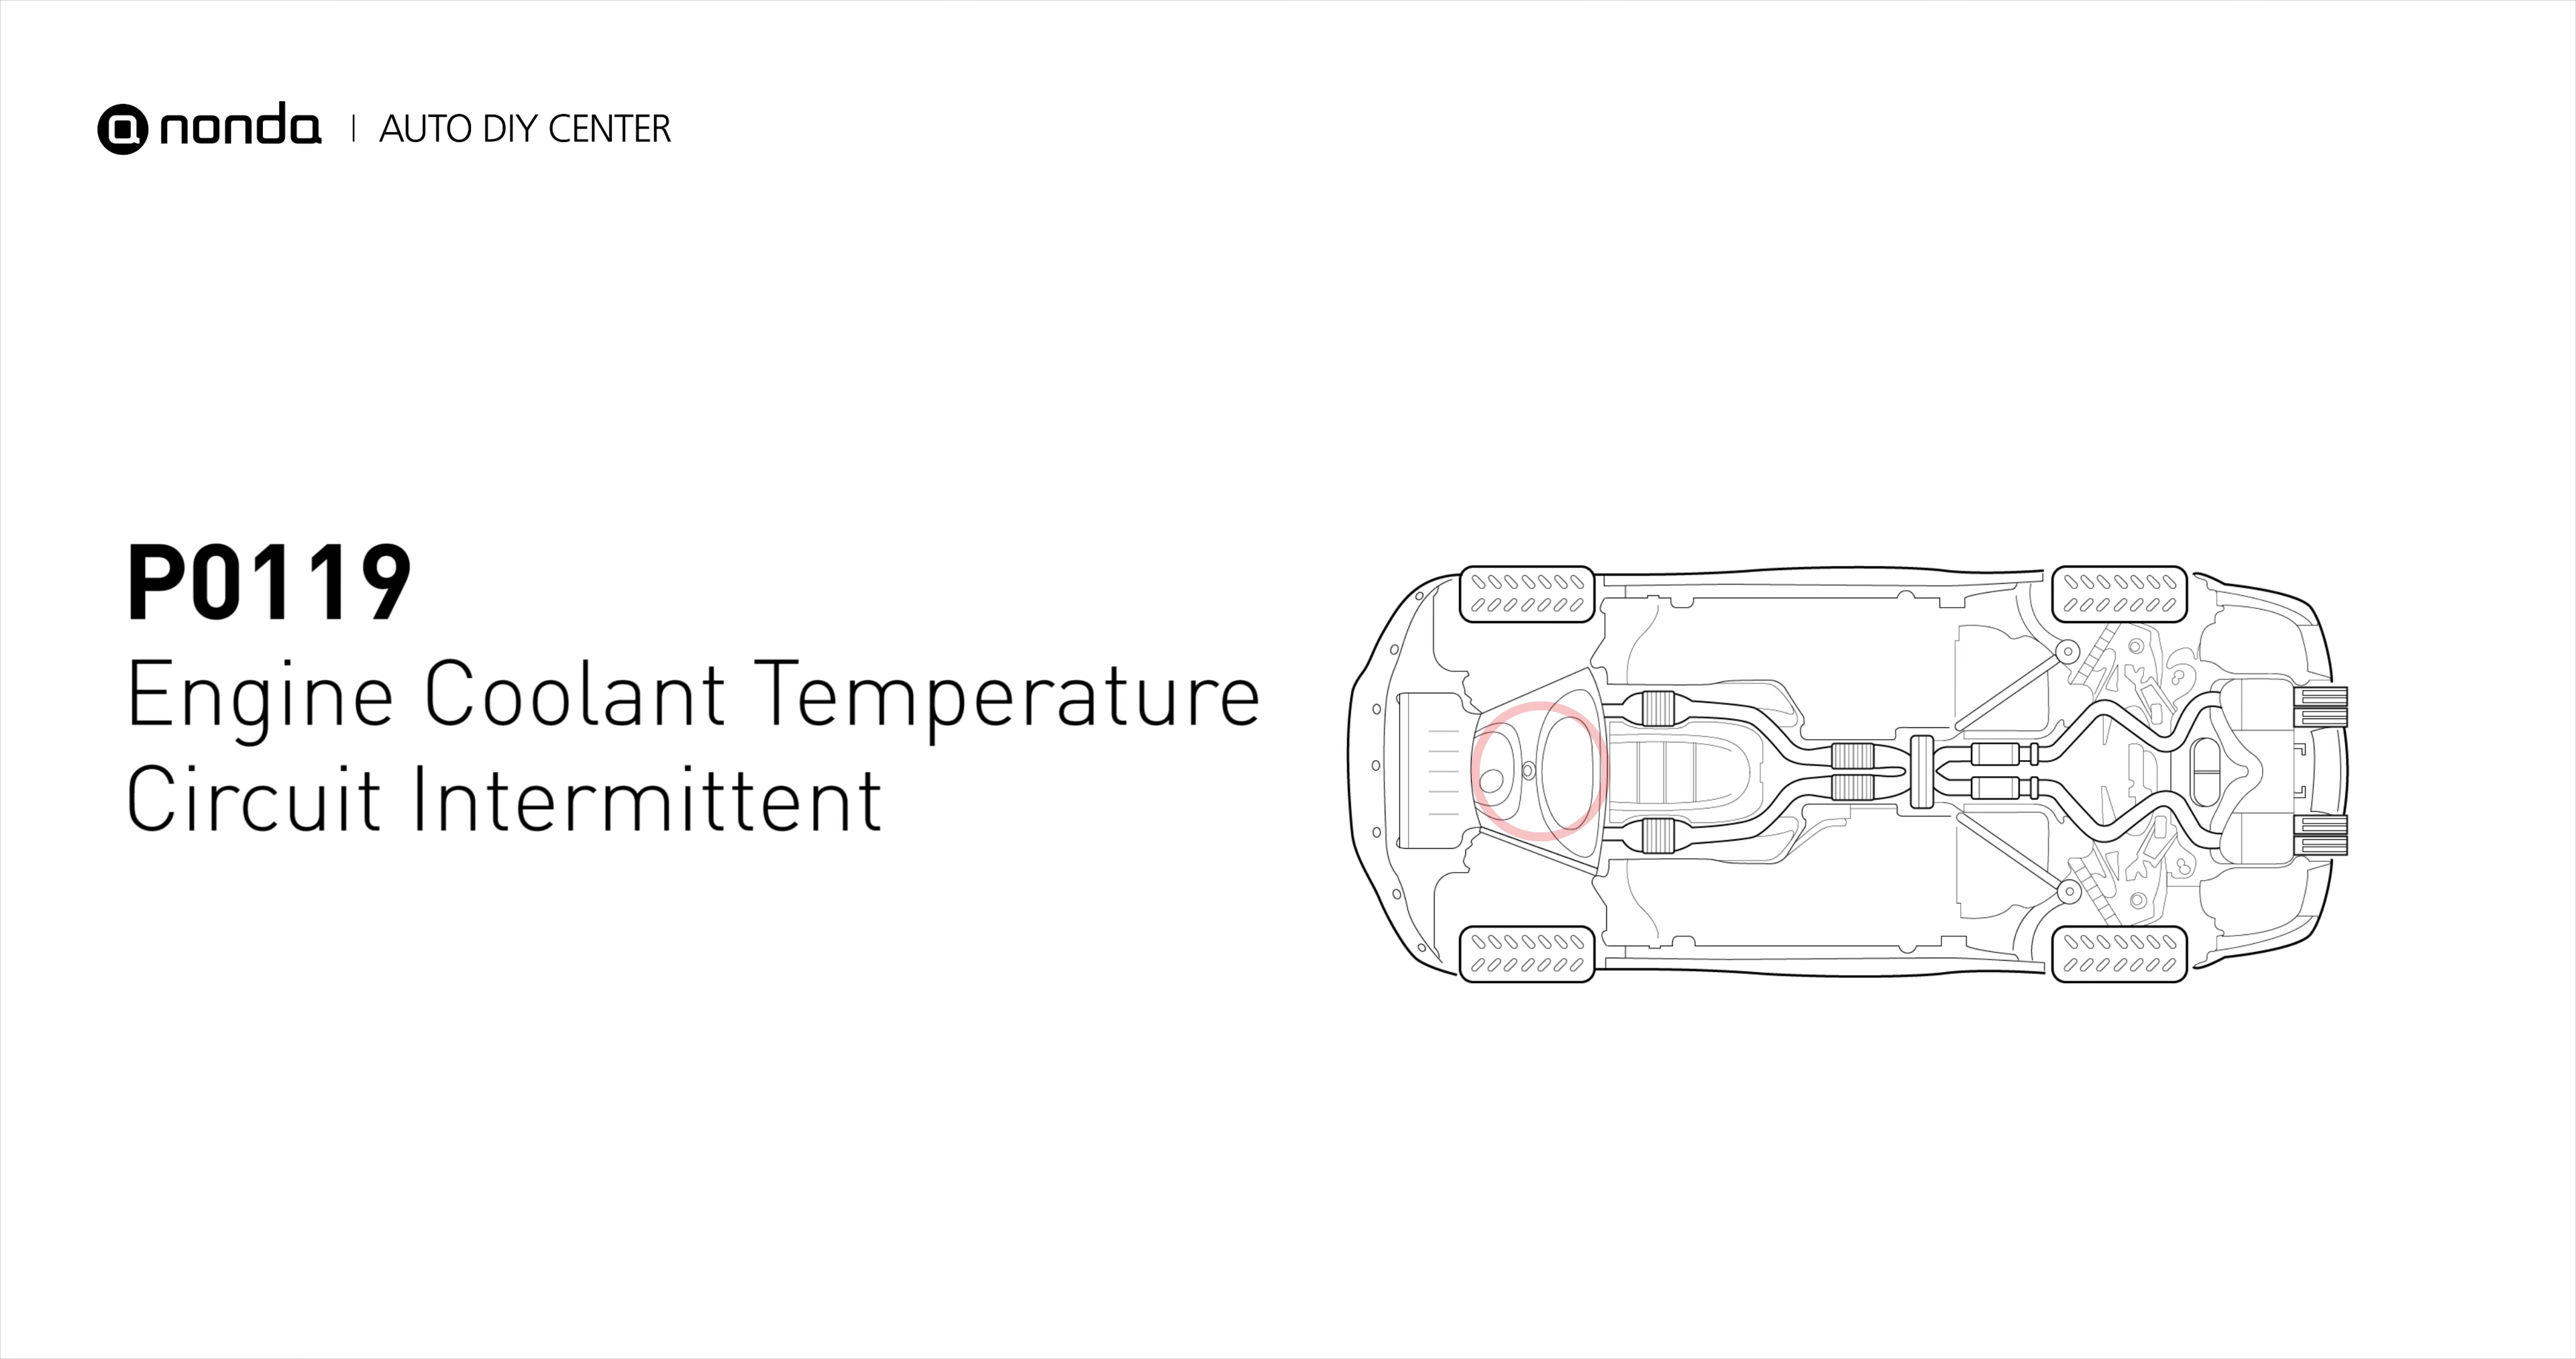 nonda | AUTO DIY CENTER
P0119
Engine Coolant Temperature
Circuit Intermittent